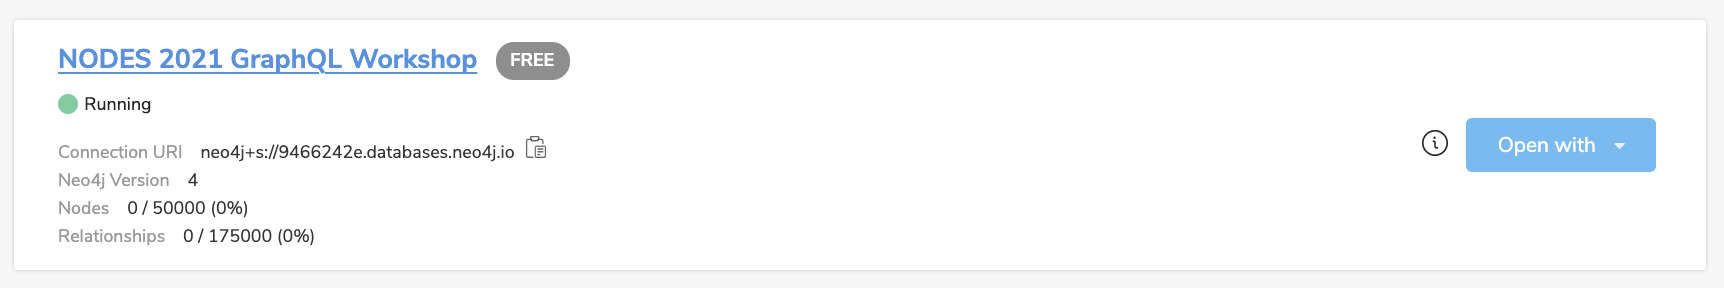 NODES 2021 GraphQL Workshop FREE
Running
Connection URI neo4j+s://9466242e.databases.neo4j.io
Open with
Neo4j Version 4
Nodes 0 / 50000 (0%)
Relationships 0 / 175000 (0%)